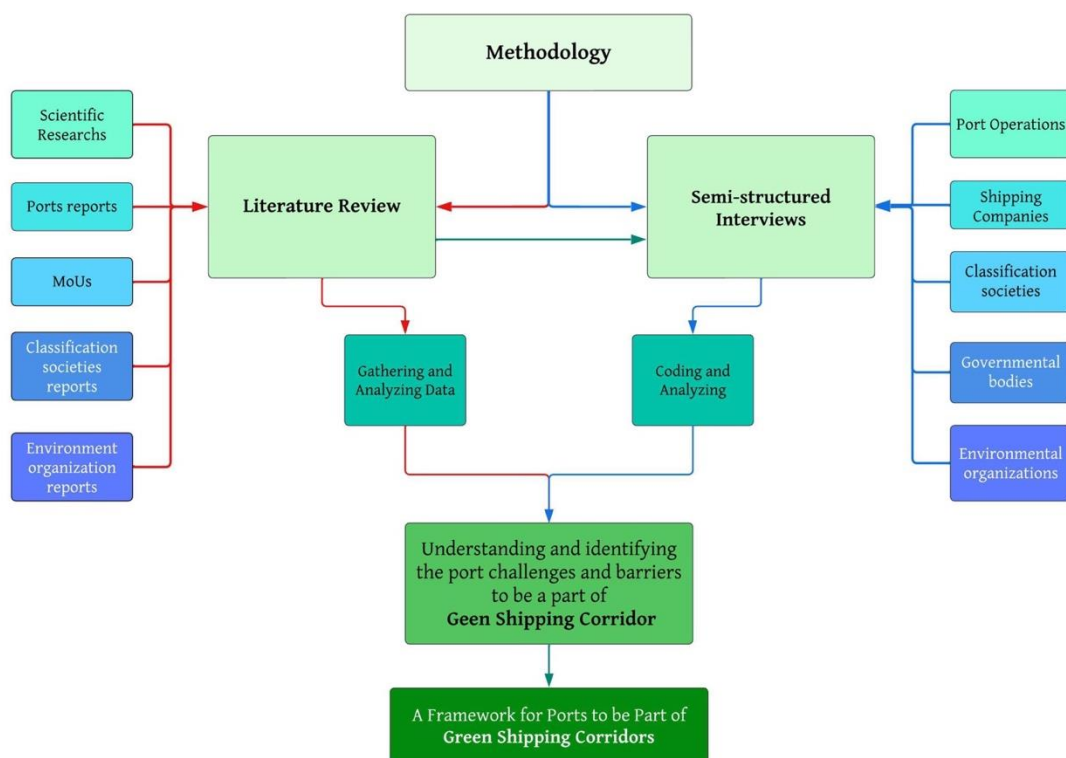 Methodology
Scientific
Researchs
Ports reports
MoUs
Classification
societies
reports
Environment
organization
reports
Literature Review
Semi-structured
Interviews
Port Operations
Shipping
Companies
Classification
societies
Governmental
bodies
Environmental
organizations
Gathering and
Analyzing Data
Coding and
Analyzing
Understanding and identifying
the port challenges and barriers
to be a part of
Geen Shipping Corridor
A Framework for Ports to be Part of
Green Shipping Corridors